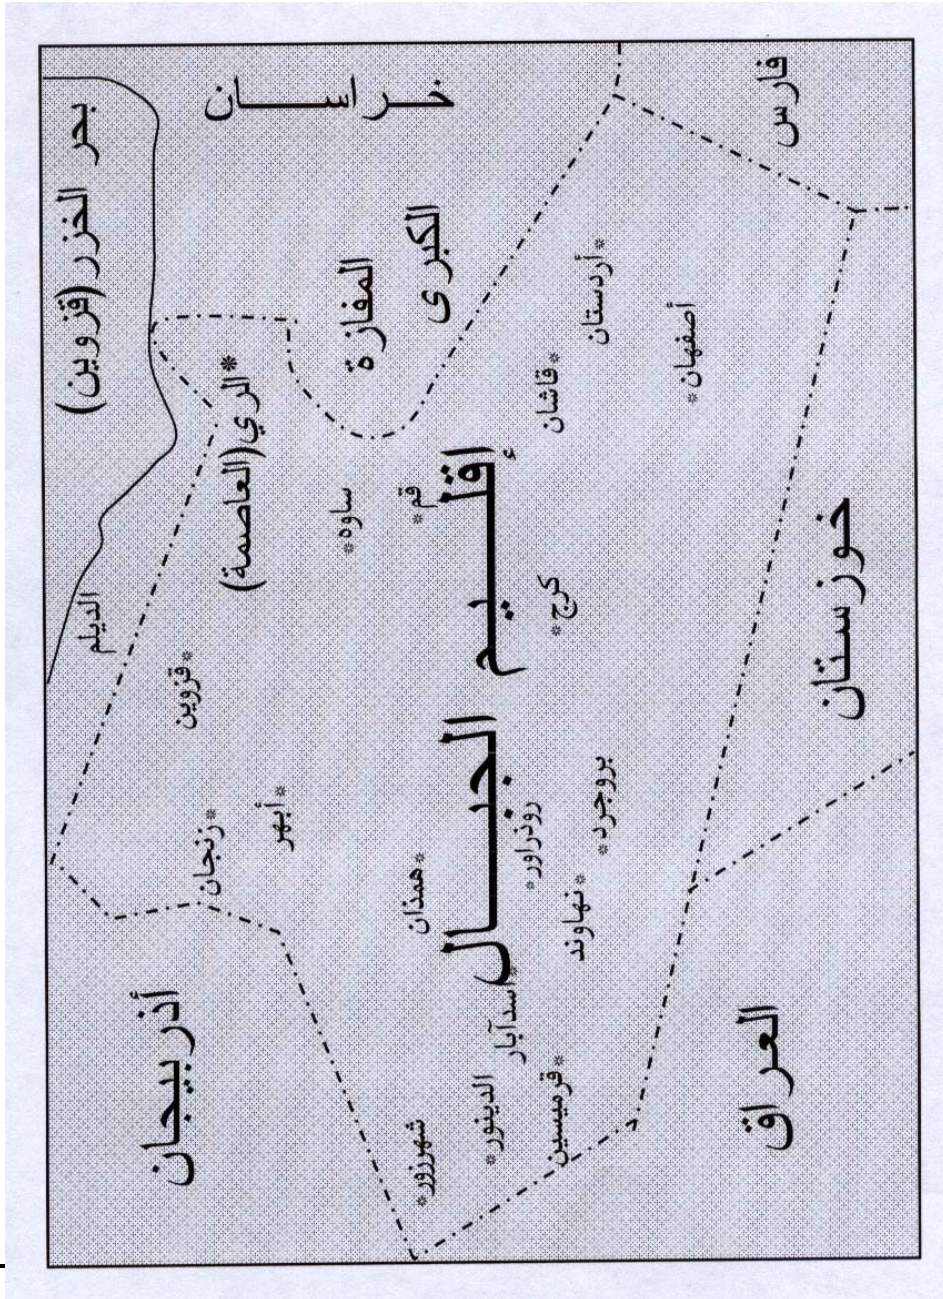 بحر الخزر (قزوين)
خراسان
فارس
المفازة
الكبرى
الديلم
*الري (العاصمة)
*أردستان
أصفهان*
*قاشان
ساوه*
قم*
*قزوين
إقليم الجبال
كرج*
خوزستان
*أبهر
*زنجان
*همذان
روذراور*
بروجرد*
*نهاوند
أسدآبار*
أذربيجان
شهرزور*
الدينور*
*قرميسين
العراق